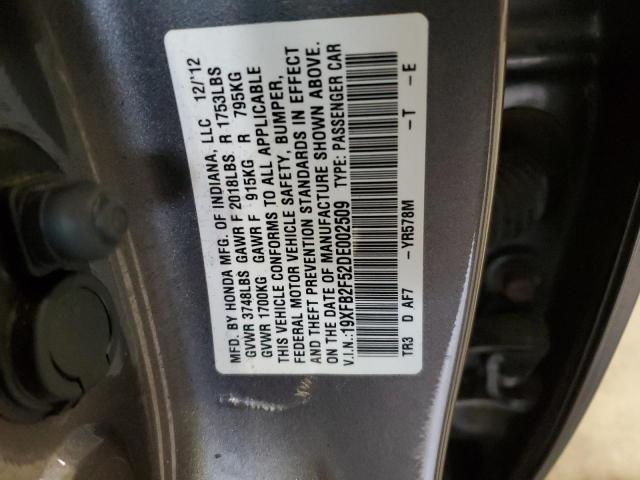 MFD. BY HONDA MFG. OF INDIANA, LLC 12/'12
GVWR 3748LBS GAWR F 2018LBS R 1753LBS
GVWR 1700KG GAWR F 915KG R 795KG
THIS VEHICLE CONFORMS TO ALL APPLICABLE
FEDERAL MOTOR VEHICLE SAFETY, BUMPER,
AND THEFT PREVENTION STANDARDS IN EFFECT
ON THE DATE OF MANUFACTURE SHOWN ABOVE.
V.I.N.:19XFB2F52DE002509 TYPE: PASSENGER CAR
TR3 D AF7 – YR578M – T – E